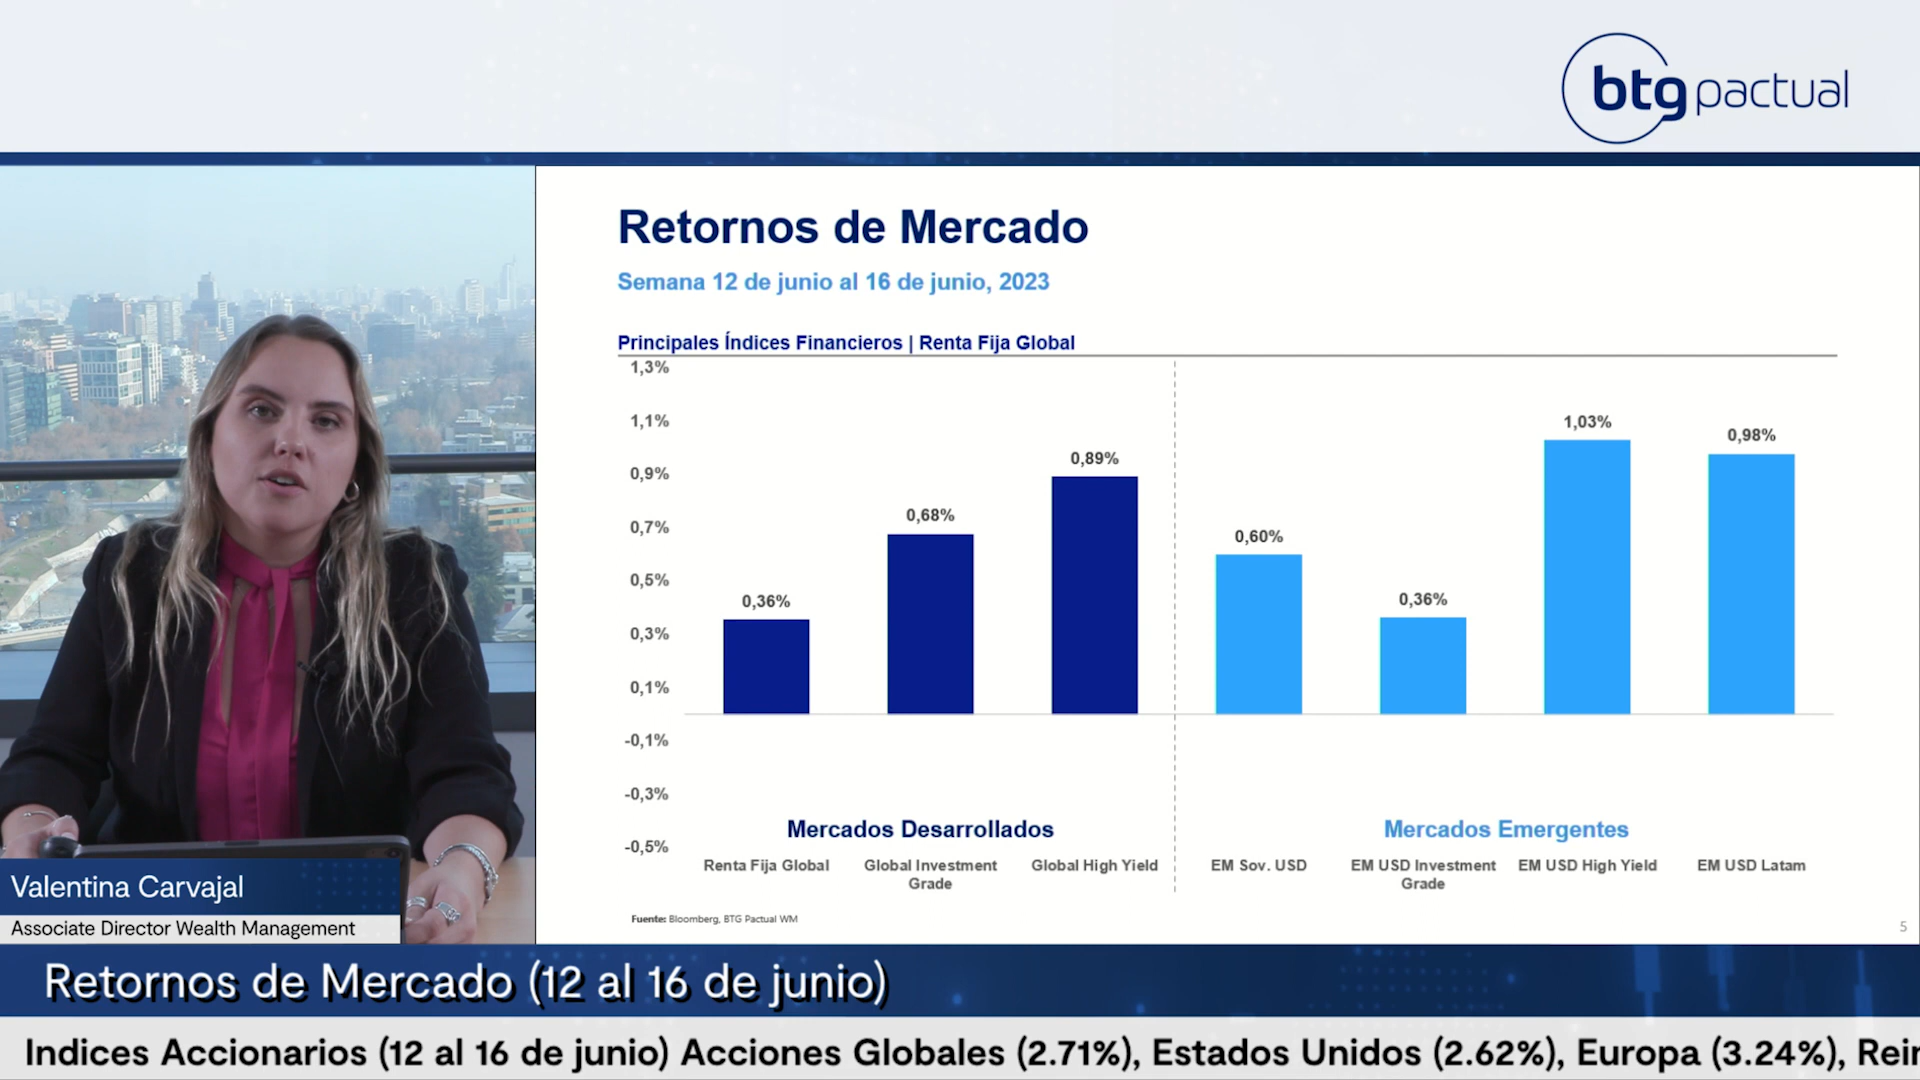 btg pactual
Retornos de Mercado
Semana 12 de junio al 16 de junio, 2023
Principales Índices Financieros | Renta Fija Global
1,3%
1,1%
0,9%
0,7%
0,5%
0,3%
0,1%
-0,1%
-0,3%
-0,5%
0,36%
0,68%
0,89%
0,60%
0,36%
1,03%
0,98%
Mercados Desarrollados
Mercados Emergentes
Renta Fija Global
Global Investment
Grade
Global High Yield
EM Sov. USD
EM USD Investment
Grade
EM USD High Yield
EM USD Latam
Fuente: Bloomberg, BTG Pactual WM
5
Valentina Carvajal
Associate Director Wealth Management
Retornos de Mercado (12 al 16 de junio)
Indices Accionarios (12 al 16 de junio) Acciones Globales (2.71%), Estados Unidos (2.62%), Europa (3.24%),